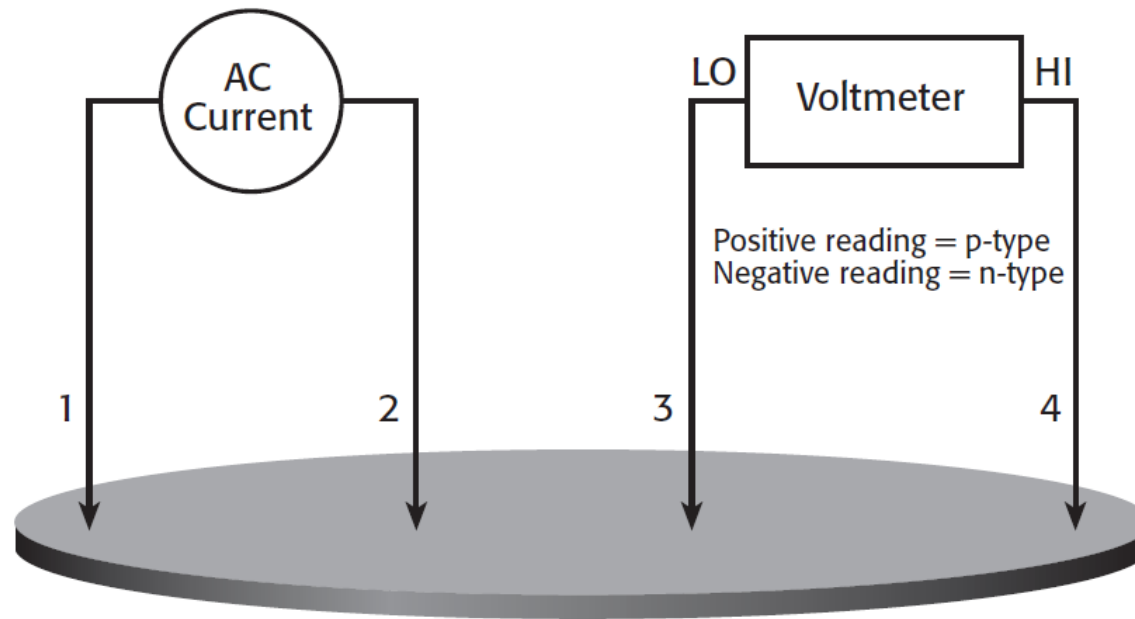 AC
Current
LO
Voltmeter
HI
Positive reading = p-type
Negative reading = n-type
1
2
3
4